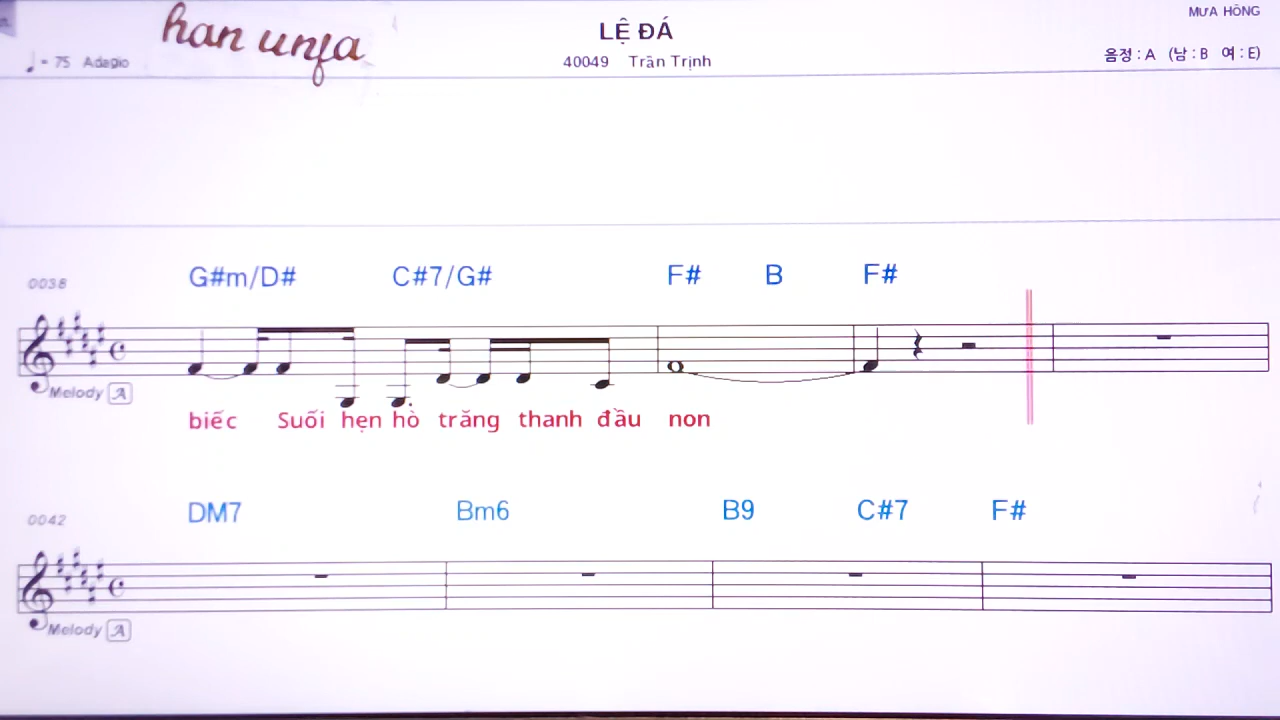 MƯA HỒNG
han unfa
LỆ ĐÁ
= 75 Adagio
40049 Trần Trịnh
음정 : A (남 : B 여 : E)
G#m/D# C#7/G# F# B F#
0038
Melody A
biếc Suối hẹn hò trăng thanh đầu non
DM7 Bm6 B9 C#7 F#
0042
Melody A